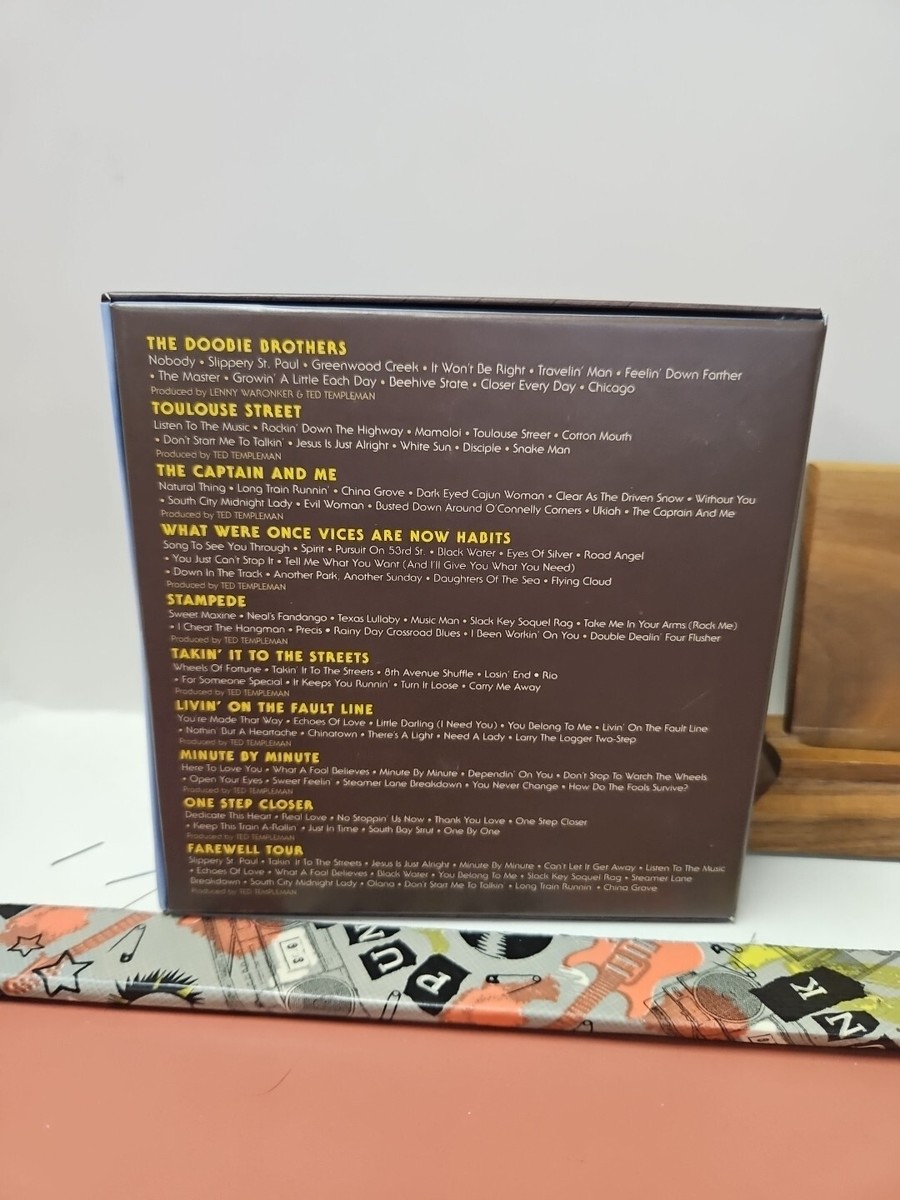 THE DOOBIE BROTHERS
Nobody • Slippery St. Paul • Greenwood Creek • It Won't Be Right • Travelin' Man • Feelin' Down Farther
• The Master • Growin' A Little Each Day • Beehive State • Closer Every Day • Chicago
Produced by LENNY WARONKER & TED TEMPLEMAN
TOULOUSE STREET
Listen To The Music • Rockin' Down The Highway • Mamaloi • Toulouse Street • Cotton Mouth
• Don't Start Me To Talkin' • Jesus Is Just Alright • White Sun • Disciple • Snake Man
Produced by TED TEMPLEMAN
THE CAPTAIN AND ME
Natural Thing • Long Train Runnin' • China Grove • Dark Eyed Cajun Woman • Clear As The Driven Snow • Without You
• South City Midnight Lady • Evil Woman • Busted Down Around O'Connelly Corners • Ukiah • The Captain And Me
Produced by TED TEMPLEMAN
WHAT WERE ONCE VICES ARE NOW HABITS
Song To See You Through • Spirit • Pursuit On 53rd St. • Black Water • Eyes Of Silver • Road Angel
• You Just Can't Stop It • Tell Me What You Want (And I'll Give You What You Need)
• Down In The Track • Another Park, Another Sunday • Daughters Of The Sea • Flying Cloud
Produced by TED TEMPLEMAN
STAMPEDE
Sweet Maxine • Neal's Fandango • Texas Lullaby • Music Man • Slack Key Soquel Rag • Take Me In Your Arms (Rock Me)
• I Cheat The Hangman • Precis • Rainy Day Crossroad Blues • I Been Workin' On You • Double Dealin' Four Flusher
Produced by TED TEMPLEMAN
TAKIN' IT TO THE STREETS
Wheels Of Fortune • Takin' It To The Streets • 8th Avenue Shuffle • Losin' End • Rio
• For Someone Special • It Keeps You Runnin' • Turn It Loose • Carry Me Away
Produced by TED TEMPLEMAN
LIVIN' ON THE FAULT LINE
You're Made That Way • Echoes Of Love • Little Darling (I Need You) • You Belong To Me • Livin' On The Fault Line
• Nothin' But A Heartache • Chinatown • There's A Light • Need A Lady • Larry The Logger Two-Step
Produced by TED TEMPLEMAN
MINUTE BY MINUTE
Here To Love You • What A Fool Believes • Minute By Minute • Dependin' On You • Don't Stop To Watch The Wheels
• Open Your Eyes • Sweet Feelin' • Steamer Lane Breakdown • You Never Change • How Do The Fools Survive?
Produced by TED TEMPLEMAN
ONE STEP CLOSER
Dedicate This Heart • Real Love • No Stoppin' Us Now • Thank You Love • One Step Closer
• Keep This Train A-Rollin' • Just In Time • South Bay Strut • One By One
Produced by TED TEMPLEMAN
FAREWELL TOUR
Slippery St. Paul • Takin' It To The Streets • Jesus Is Just Alright • Minute By Minute • Can't Let It Get Away • Listen To The Music
• Echoes Of Love • What A Fool Believes • Black Water • You Belong To Me • Slack Key Soquel Rag • Steamer Lane
Breakdown • South City Midnight Lady • Olana • Don't Start Me To Talkin' • Long Train Runnin' • China Grove
Produced by TED TEMPLEMAN